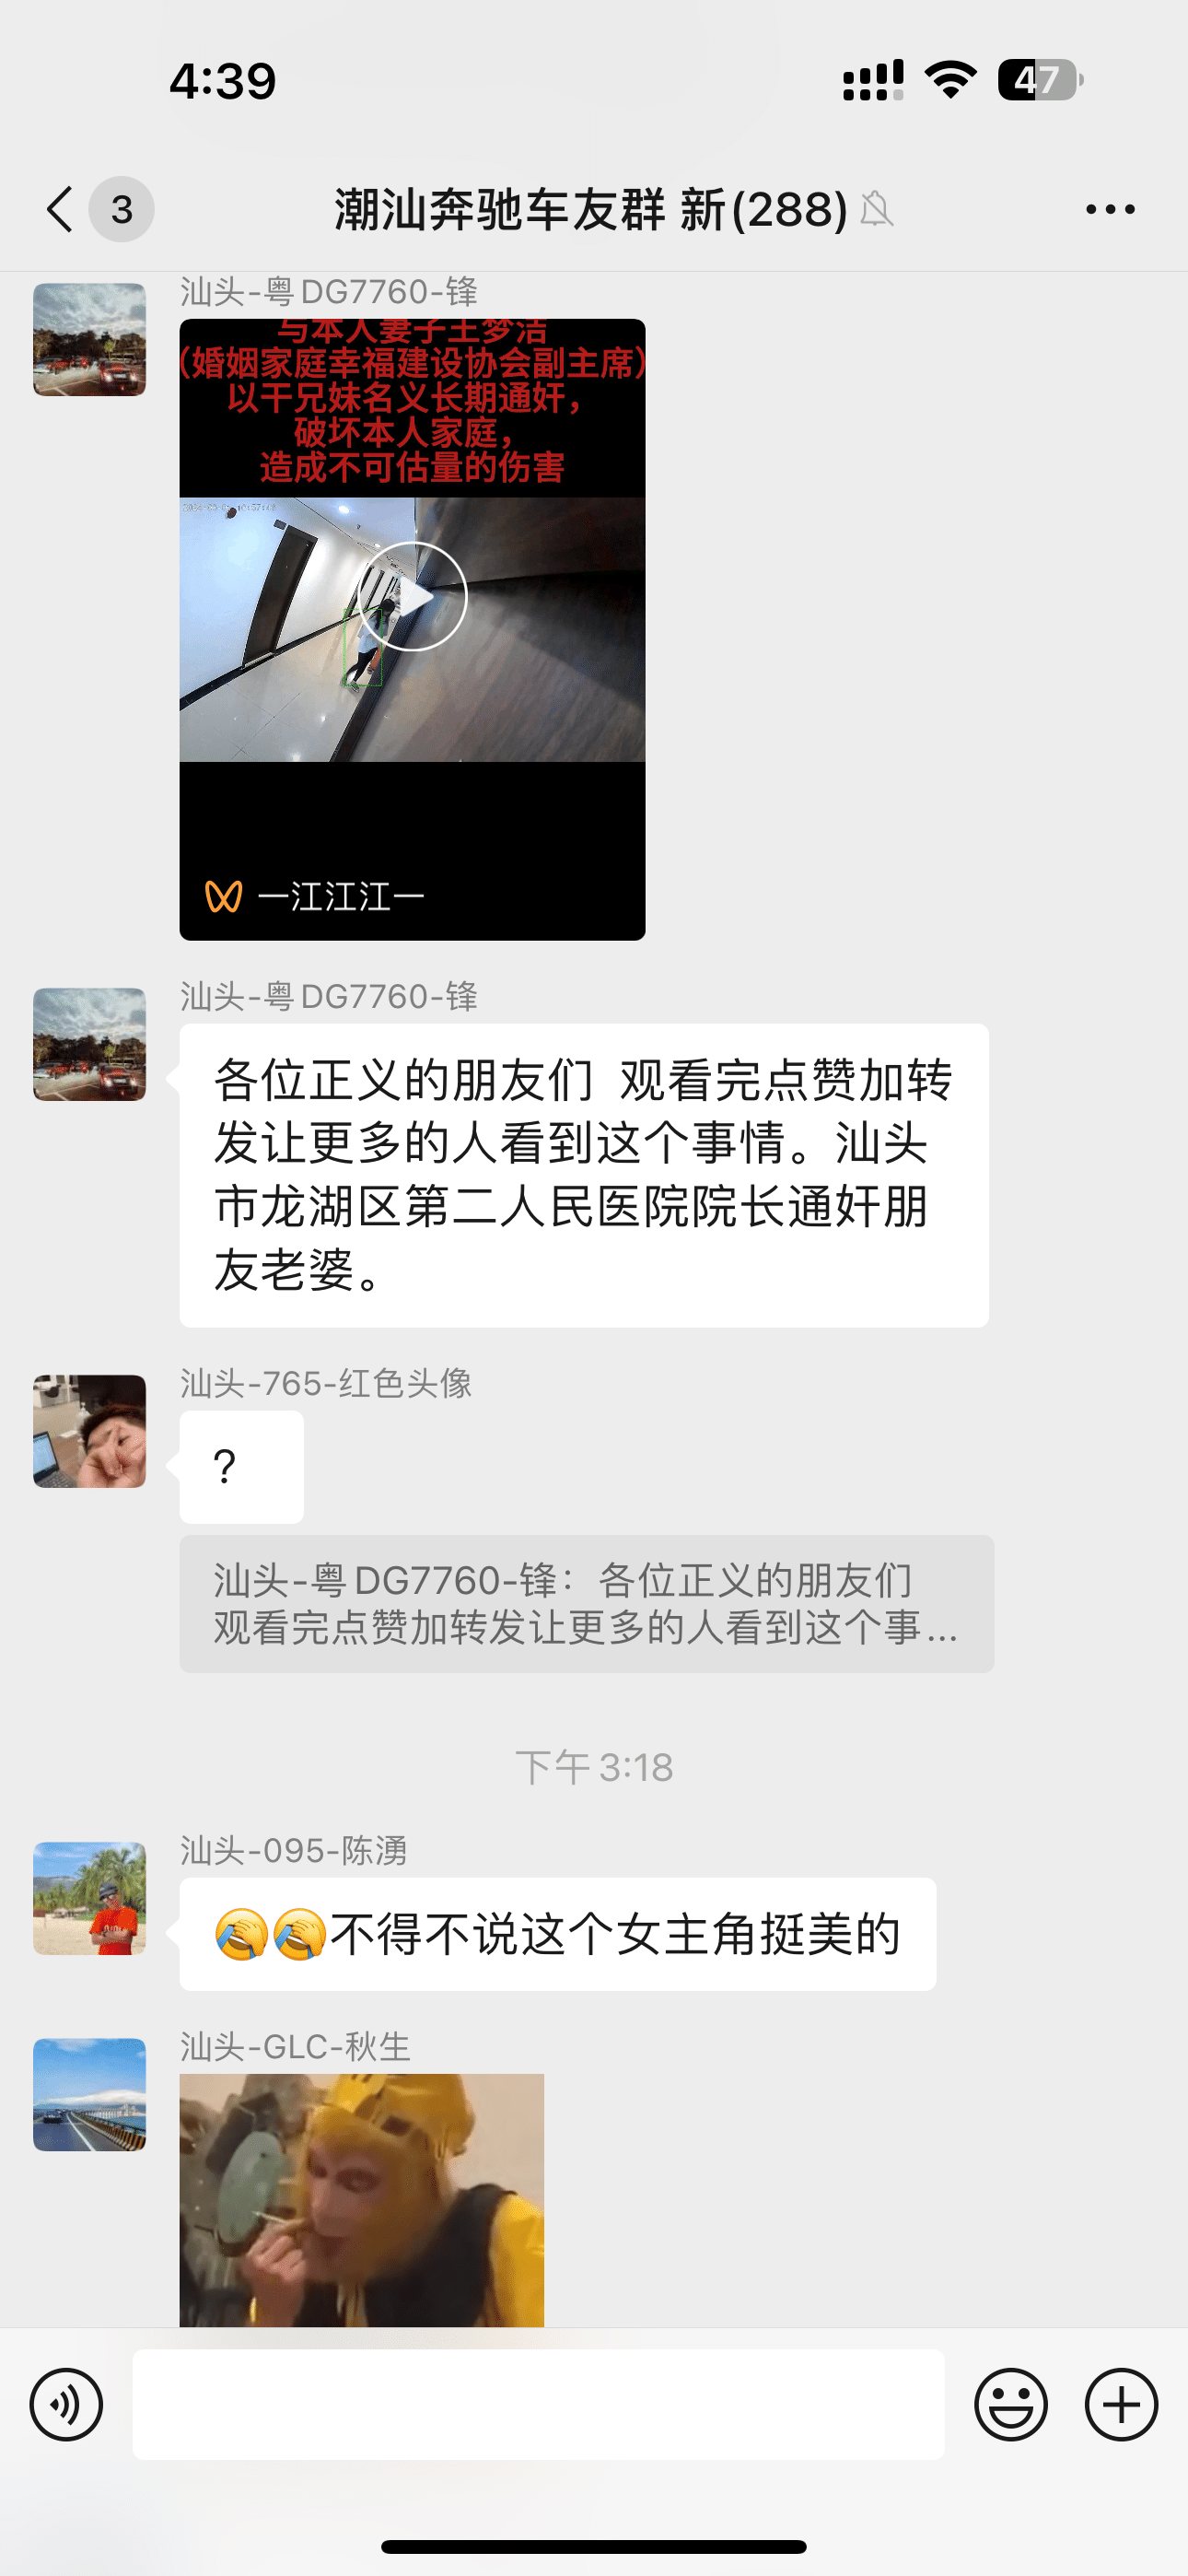 4:39
47
3
潮汕奔驰车友群 新(288)
汕头-粤DG7760-锋
与本人妻子王梦洁
(婚姻家庭幸福建设协会副主席)
以干兄妹名义长期通奸，
破坏本人家庭，
造成不可估量的伤害
一江江江一
汕头-粤DG7760-锋
各位正义的朋友们 观看完点赞加转
发让更多的人看到这个事情。汕头
市龙湖区第二人民医院院长通奸朋
友老婆。
汕头-765-红色头像
？
汕头-粤DG7760-锋：各位正义的朋友们
观看完点赞加转发让更多的人看到这个事...
下午3:18
汕头-095-陈湧
不得不说这个女主角挺美的
汕头-GLC-秋生